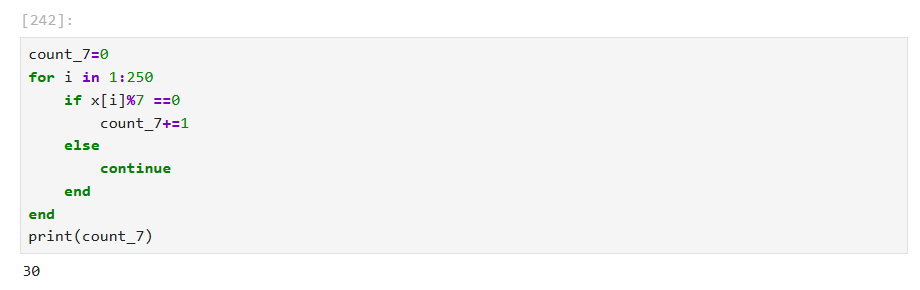 [242]:
count_7=0
for i in 1:250
    if x[i]%7 ==0
        count_7+=1
    else
        continue
    end
end
print(count_7)
30